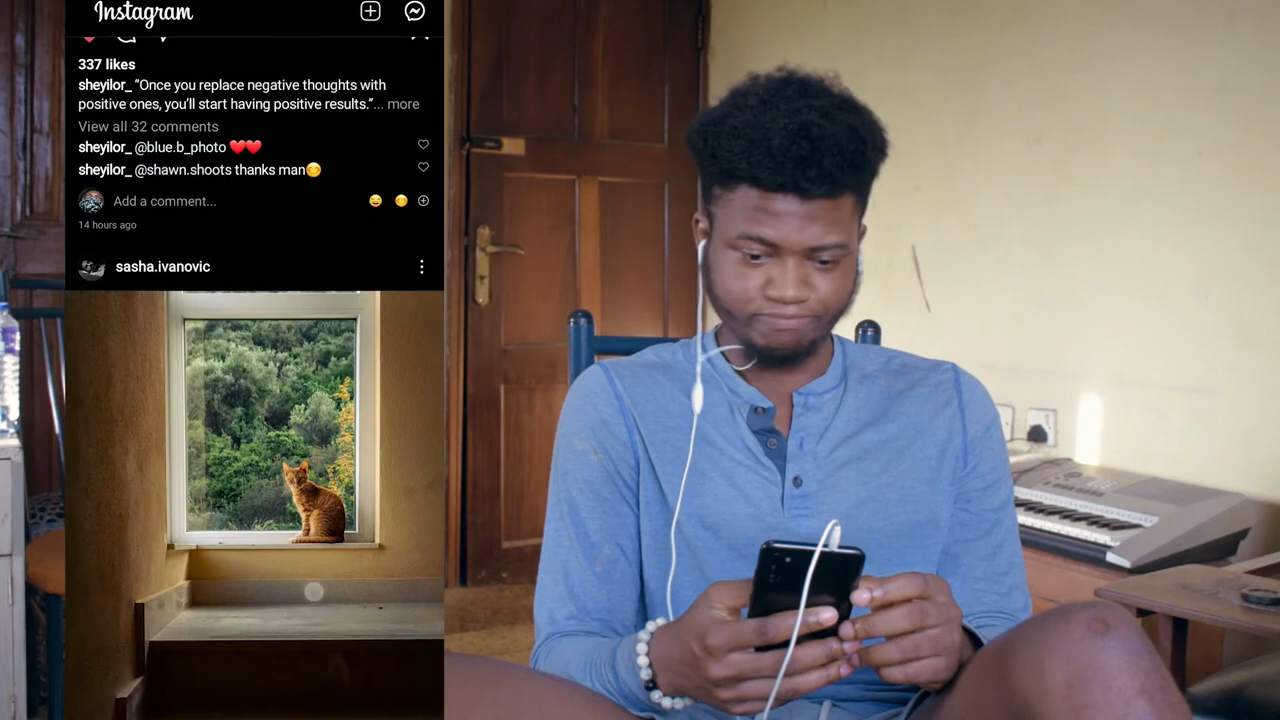 Instagram
337 likes
sheyilor_ “Once you replace negative thoughts with
positive ones, you’ll start having positive results.”... more
View all 32 comments
sheyilor_ @blue.b_photo ❤️❤️
sheyilor_ @shawn.shoots thanks man😊
Add a comment...
14 hours ago
sasha.ivanovic